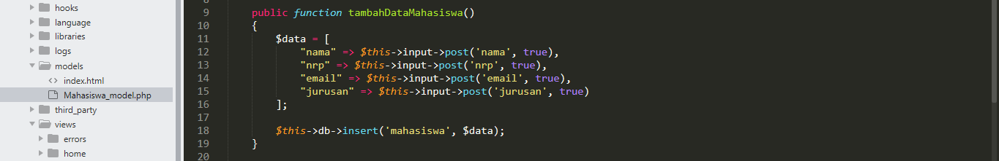 hooks
language
libraries
logs
models
<> index.html
Mahasiswa_model.php
third_party
views
errors
home
9 public function tambahDataMahasiswa()
10 {
11 $data = [
12 "nama" => $this->input->post('nama', true),
13 "nrp" => $this->input->post('nrp', true),
14 "email" => $this->input->post('email', true),
15 "jurusan" => $this->input->post('jurusan', true)
16 ];
17
18 $this->db->insert('mahasiswa', $data);
19 }
20